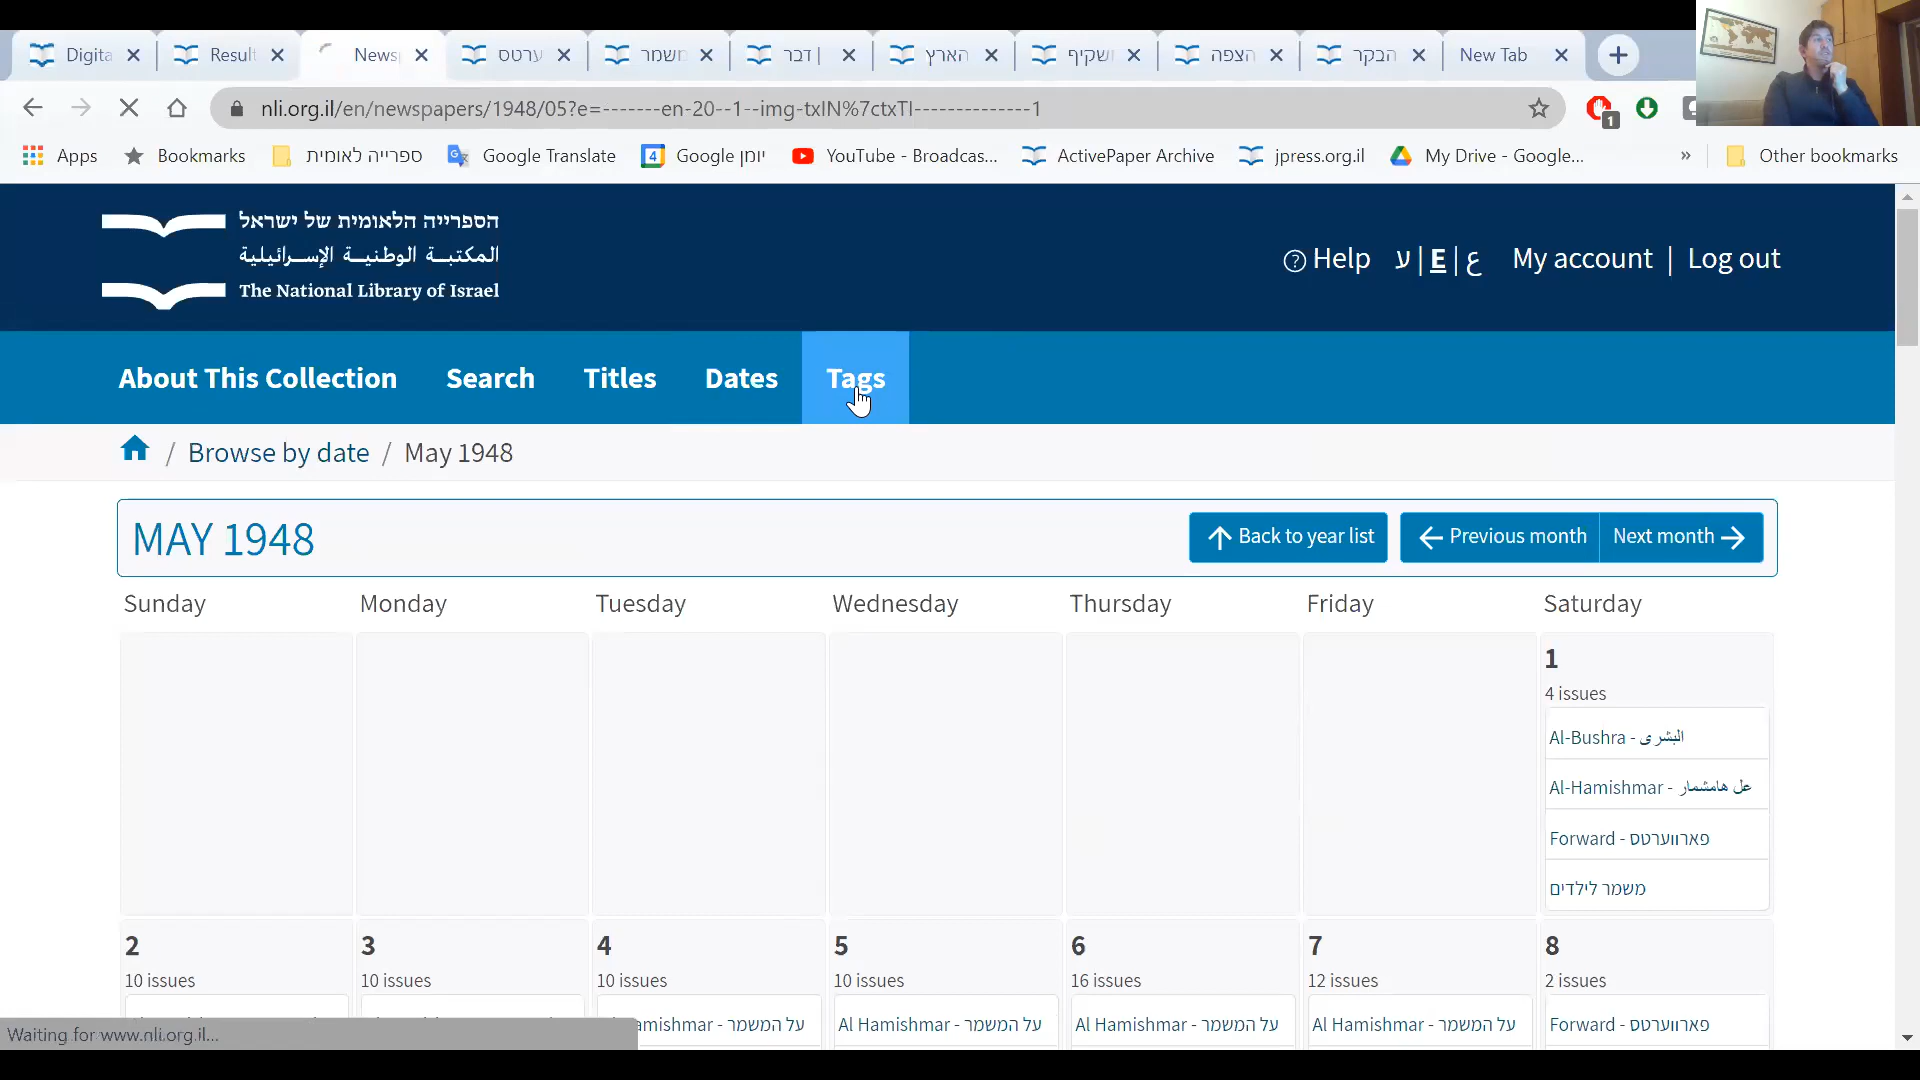 Digita
Result
News
ערטס
משמר
דבר |
הארץ
שקיף
הצפה
הבקר
New Tab
nli.org.il/en/newspapers/1948/05?e=-------en-20--1--img-txIN%7ctxTI--------------1
1
Apps
Bookmarks
ספרייה לאומית
Google Translate
4
יומן Google
YouTube - Broadcas...
ActivePaper Archive
jpress.org.il
My Drive - Google...
»
Other bookmarks
הספרייה הלאומית של ישראל
المكتبة الوطنية الإسرائيلية
The National Library of Israel
? Help
ע | E | ع
My account | Log out
About This Collection
Search
Titles
Dates
Tags
/ Browse by date / May 1948
MAY 1948
Back to year list
Previous month
Next month
Sunday Monday Tuesday Wednesday Thursday Friday Saturday
1
4 issues
Al-Bushra - البشرى
Al-Hamishmar - عل هامشمار
Forward - פארווערטס
משמר לילדים
2 3 4 5 6 7 8
10 issues 10 issues 10 issues 10 issues 16 issues 12 issues 2 issues
amishmar - על המשמר
Al Hamishmar - על המשמר
Al Hamishmar - על המשמר
Al Hamishmar - על המשמר
Forward - פארווערטס
Waiting for www.nli.org.il...